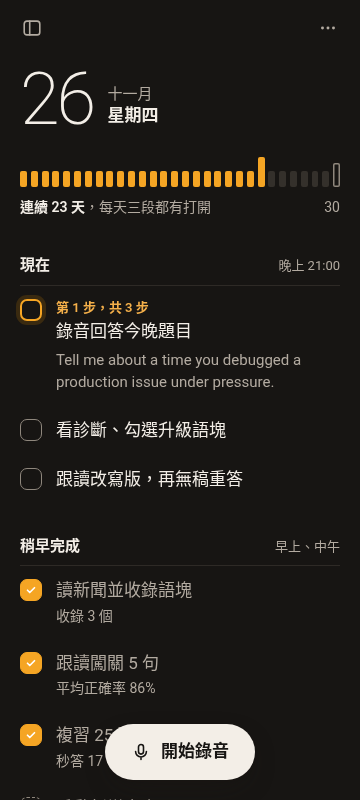 26
十一月
星期四
連續 23 天，每天三段都有打開
30
現在
晚上 21:00
第 1 步，共 3 步
錄音回答今晚題目
Tell me about a time you debugged a
production issue under pressure.
看診斷、勾選升級語塊
跟讀改寫版，再無稿重答
稍早完成
早上、中午
讀新聞並收錄語塊
收錄 3 個
跟讀闖關 5 句
平均正確率 86%
複習 25
秒答 17
開始錄音